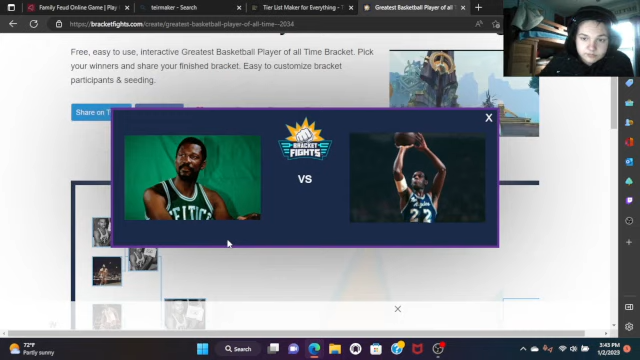 Family Feud Online Game | Pla
teirmaker - Search
Tier List Maker for Everything - T
Greatest Basketball Player of all
https://bracketfights.com/create/greatest-basketball-player-of-all-time--2034
Free, easy to use, interactive Greatest Basketball Player of all Time Bracket. Pick
your winners and share your finished bracket. Easy to customize bracket
participants & seeding.
Share on T
X
BRACKET
FIGHTS
VS
CELTIC
22
72°F
Partly sunny
Search
3:43 PM
1/2/2023